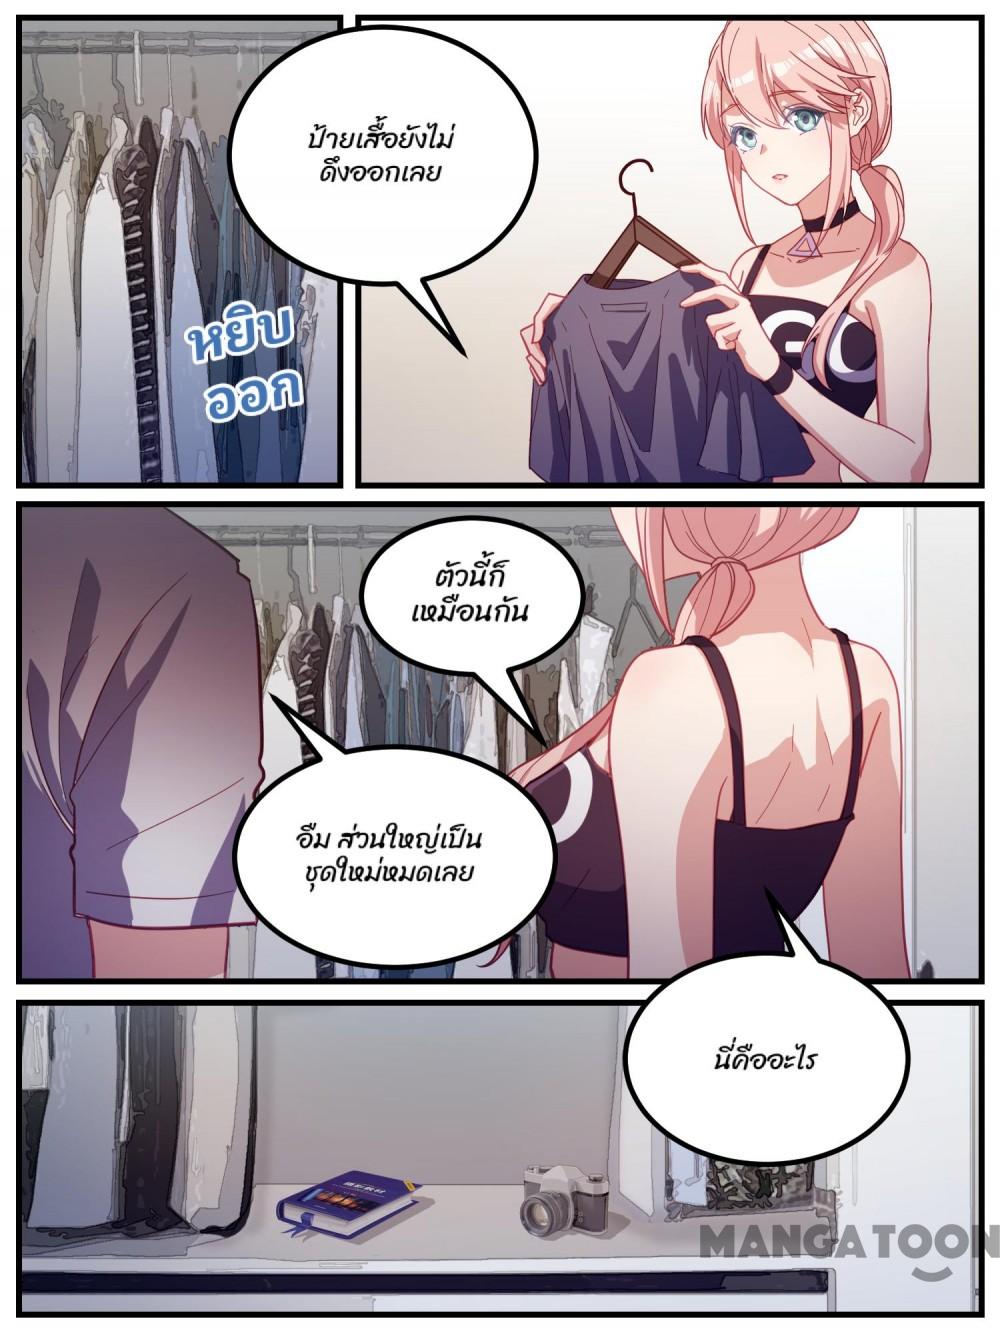 ป้ายเสื้อยังไม่
ดึงออกเลย
หยิบ
ออก
ตัวนี้ก็
เหมือนกัน
อืม ส่วนใหญ่เป็น
ชุดใหม่หมดเลย
นี่คืออะไร
MANGATOON